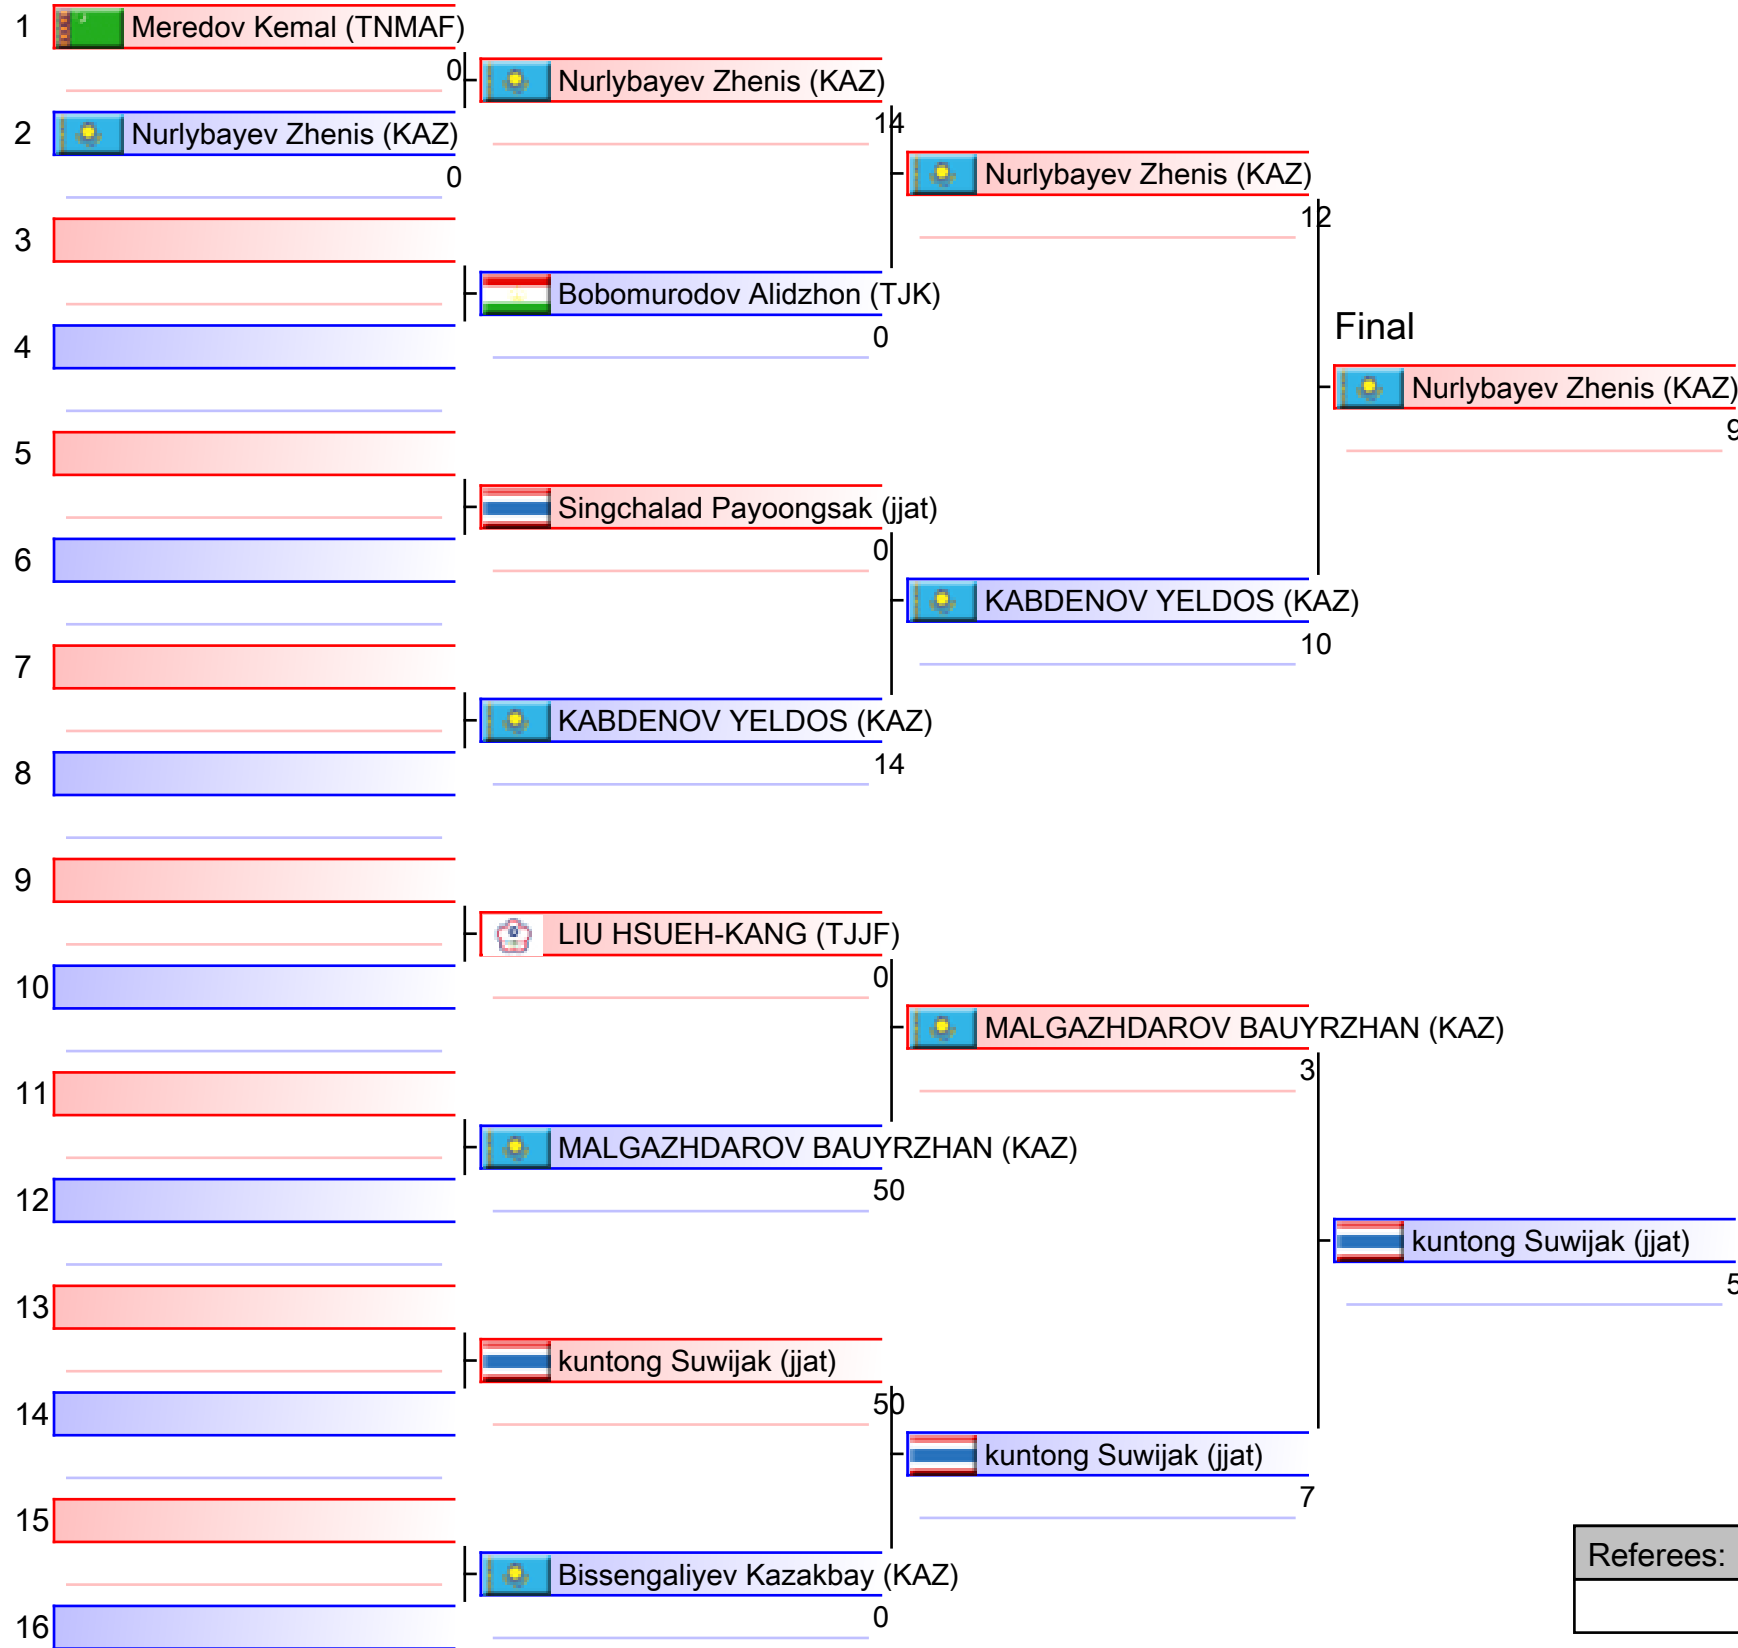 1 Meredov Kemal (TNMAF)
0
Nurlybayev Zhenis (KAZ)
14
2 Nurlybayev Zhenis (KAZ)
0
Nurlybayev Zhenis (KAZ)
12
3
Bobomurodov Alidzhon (TJK)
0
4
Final
Nurlybayev Zhenis (KAZ)
9
5
Singchalad Payoongsak (jjat)
0
6
KABDENOV YELDOS (KAZ)
10
7
KABDENOV YELDOS (KAZ)
14
8
9
LIU HSUEH-KANG (TJJF)
0
10
MALGAZHDAROV BAUYRZHAN (KAZ)
3
11
MALGAZHDAROV BAUYRZHAN (KAZ)
50
12
kuntong Suwijak (jjat)
5
13
kuntong Suwijak (jjat)
50
14
kuntong Suwijak (jjat)
7
15
Bissengaliyev Kazakbay (KAZ)
0
16
Referees: